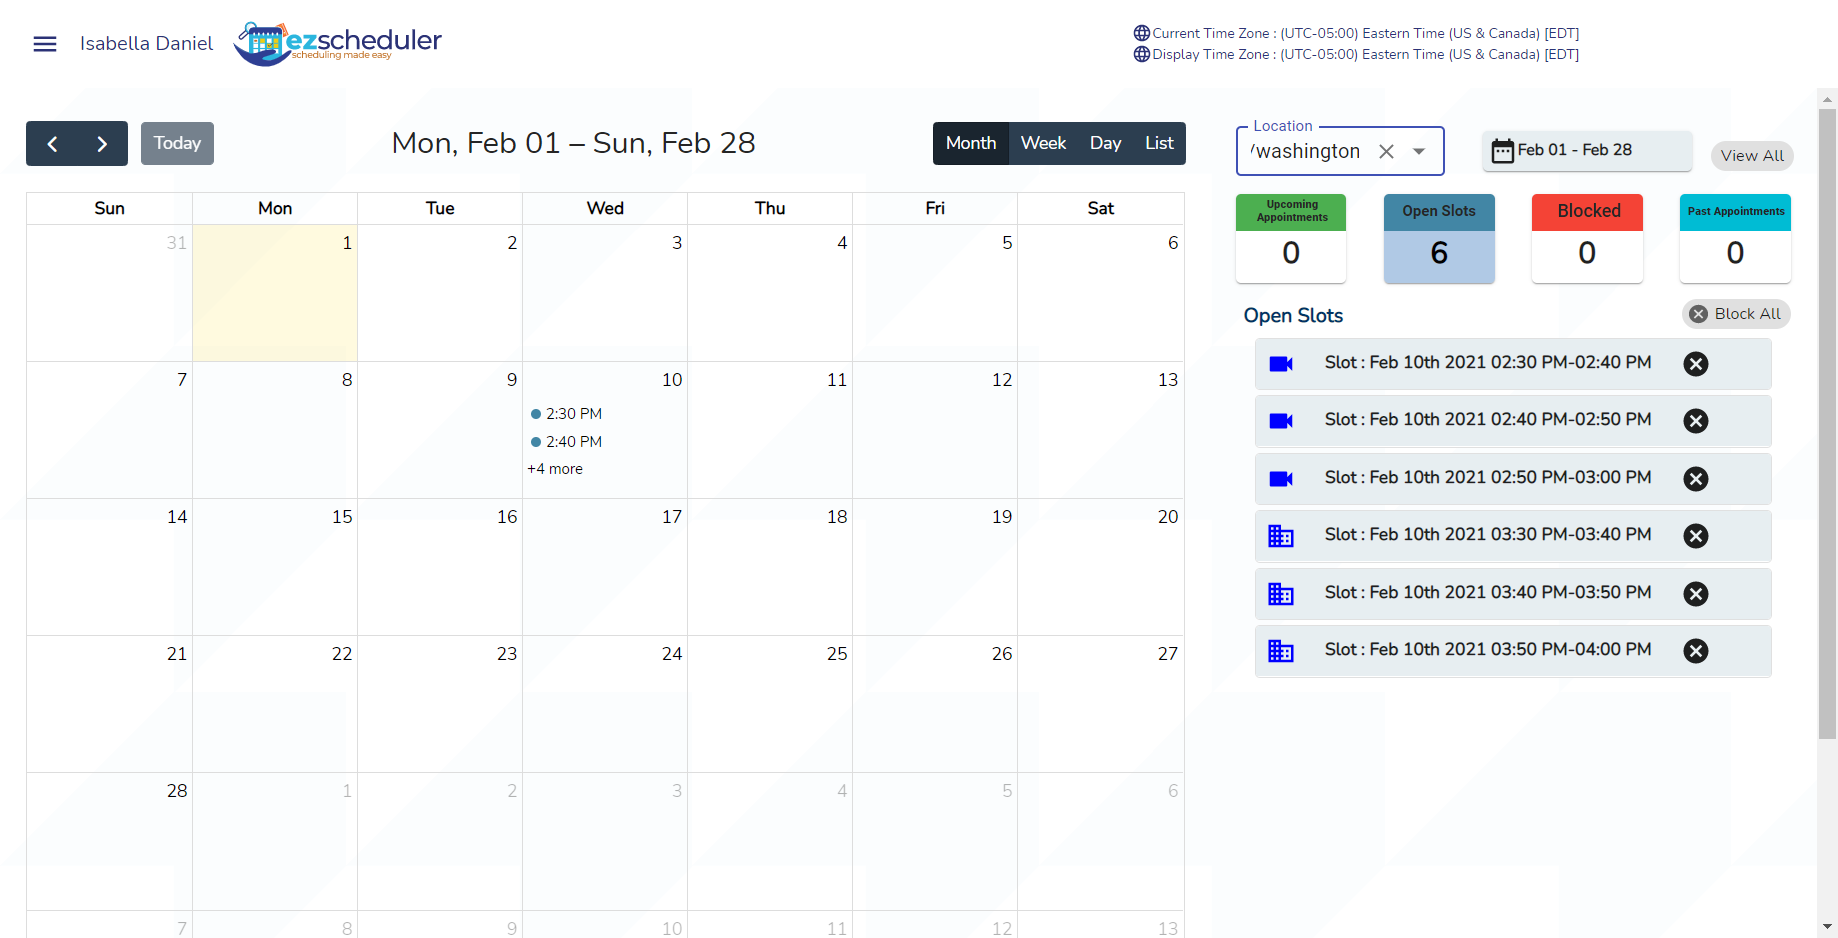 Isabella Daniel
ezscheduler
scheduling made easy
Current Time Zone : (UTC-05:00) Eastern Time (US & Canada) [EDT]
Display Time Zone : (UTC-05:00) Eastern Time (US & Canada) [EDT]
Today
Mon, Feb 01 – Sun, Feb 28
Month Week Day List
Location
/washington
Feb 01 - Feb 28
View All
Upcoming Appointments
0
Open Slots
6
Blocked
0
Past Appointments
0
Sun Mon Tue Wed Thu Fri Sat
31 1 2 3 4 5 6
7 8 9 10 11 12 13
2:30 PM
2:40 PM
+4 more
14 15 16 17 18 19 20
21 22 23 24 25 26 27
28 1 2 3 4 5 6
7 8 9 10 11 12 13
Open Slots
Block All
Slot : Feb 10th 2021 02:30 PM-02:40 PM
Slot : Feb 10th 2021 02:40 PM-02:50 PM
Slot : Feb 10th 2021 02:50 PM-03:00 PM
Slot : Feb 10th 2021 03:30 PM-03:40 PM
Slot : Feb 10th 2021 03:40 PM-03:50 PM
Slot : Feb 10th 2021 03:50 PM-04:00 PM